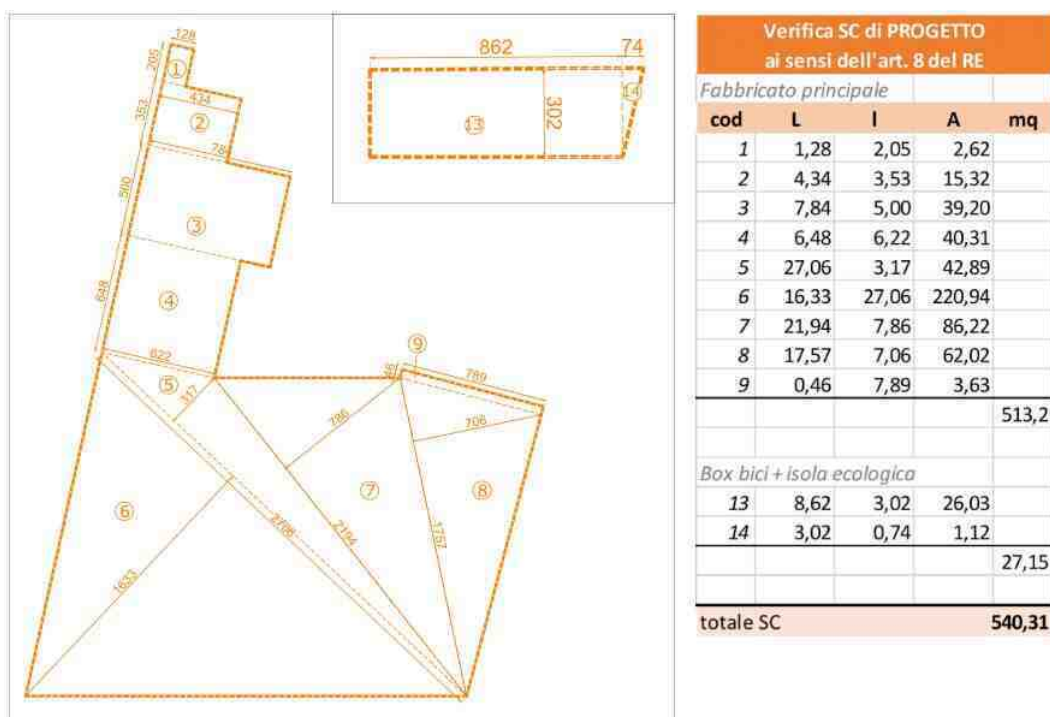 128
205
①
434
353
②
784
500
③
648
④
622
⑤
317
⑥
1633
2706
2194
786
⑦
46
⑨
789
706
⑧
1757
862
74
302
⑬
⑭
Verifica SC di PROGETTO
ai sensi dell'art. 8 del RE
Fabbricato principale
cod L l A mq
1 1,28 2,05 2,62
2 4,34 3,53 15,32
3 7,84 5,00 39,20
4 6,48 6,22 40,31
5 27,06 3,17 42,89
6 16,33 27,06 220,94
7 21,94 7,86 86,22
8 17,57 7,06 62,02
9 0,46 7,89 3,63
513,2
Box bici + isola ecologica
13 8,62 3,02 26,03
14 3,02 0,74 1,12
27,15
totale SC 540,31